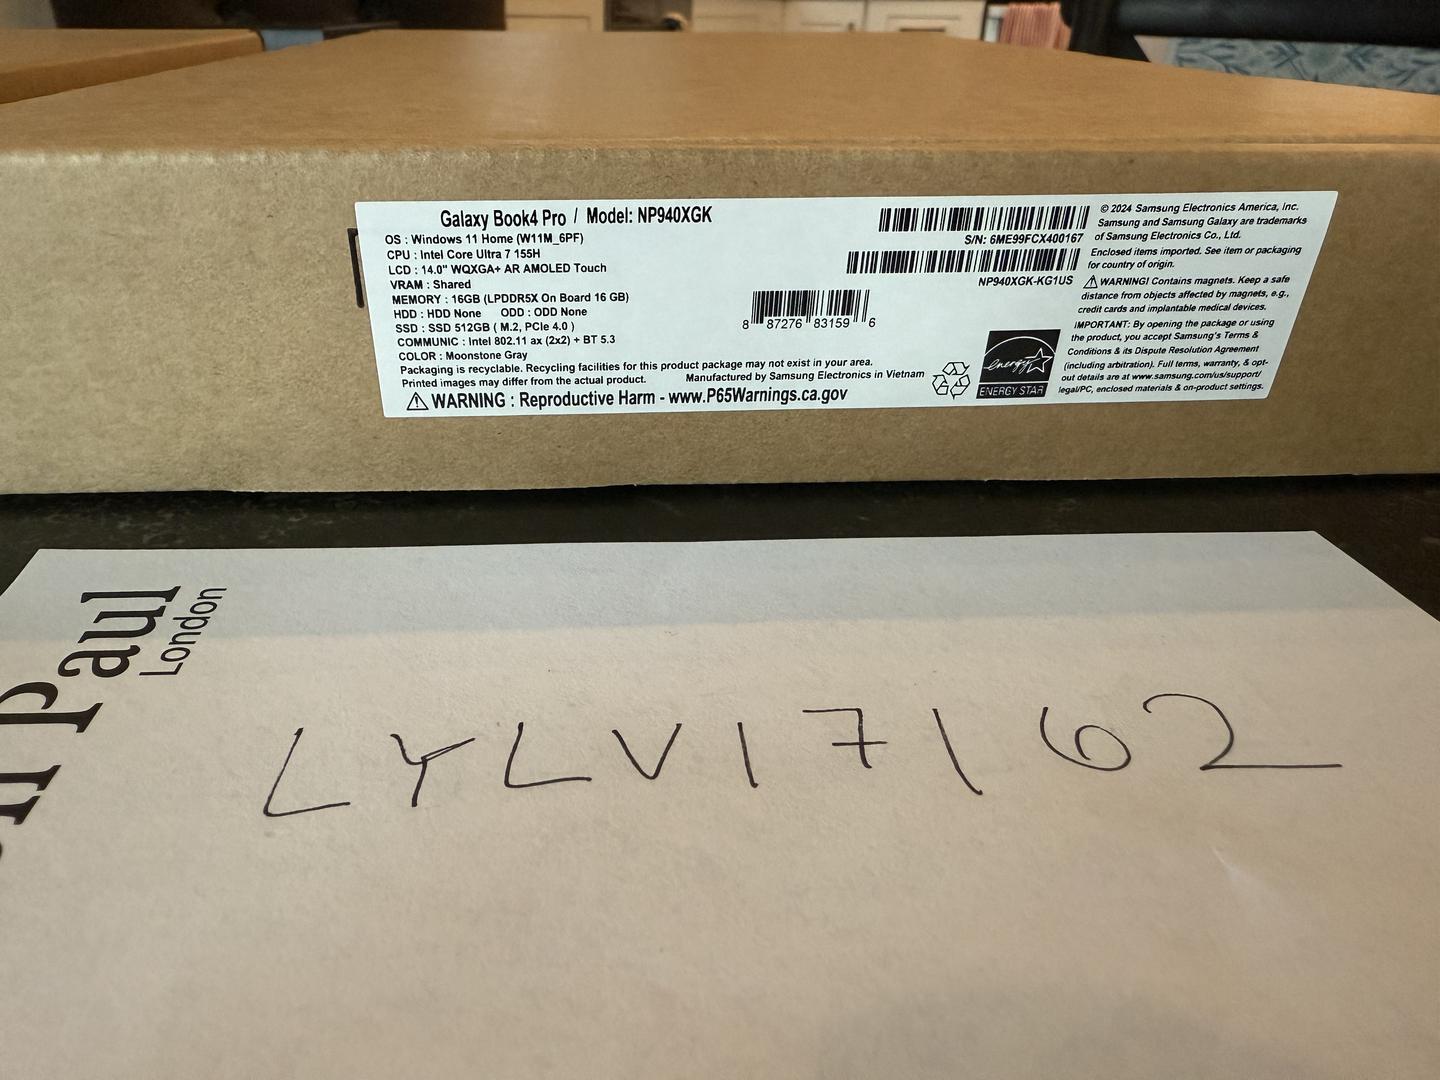 Galaxy Book4 Pro / Model: NP940XGK
OS : Windows 11 Home (W11M_6PF)
CPU : Intel Core Ultra 7 155H
LCD : 14.0" WQXGA+ AR AMOLED Touch
VRAM : Shared
MEMORY : 16GB (LPDDR5X On Board 16 GB)
HDD : HDD None ODD : ODD None
SSD : SSD 512GB ( M.2, PCIe 4.0 )
COMMUNIC : Intel 802.11 ax (2x2) + BT 5.3
COLOR : Moonstone Gray
Packaging is recyclable. Recycling facilities for this product package may not exist in your area.
Printed images may differ from the actual product. Manufactured by Samsung Electronics in Vietnam
WARNING : Reproductive Harm - www.P65Warnings.ca.gov
8 87276 83159 6
S/N: 6ME99FCX400167
NP940XGK-KG1US
energy
ENERGY STAR
© 2024 Samsung Electronics America, Inc.
Samsung and Samsung Galaxy are trademarks
of Samsung Electronics Co., Ltd.
Enclosed items imported. See item or packaging
for country of origin.
WARNING! Contains magnets. Keep a safe
distance from objects affected by magnets, e.g.,
credit cards and implantable medical devices.
IMPORTANT: By opening the package or using
the product, you accept Samsung's Terms &
Conditions & its Dispute Resolution Agreement
(including arbitration). Full terms, warranty, & opt-
out details are at www.samsung.com/us/support/
legal/PC, enclosed materials & on-product settings.
Paul
London
LYLV17162